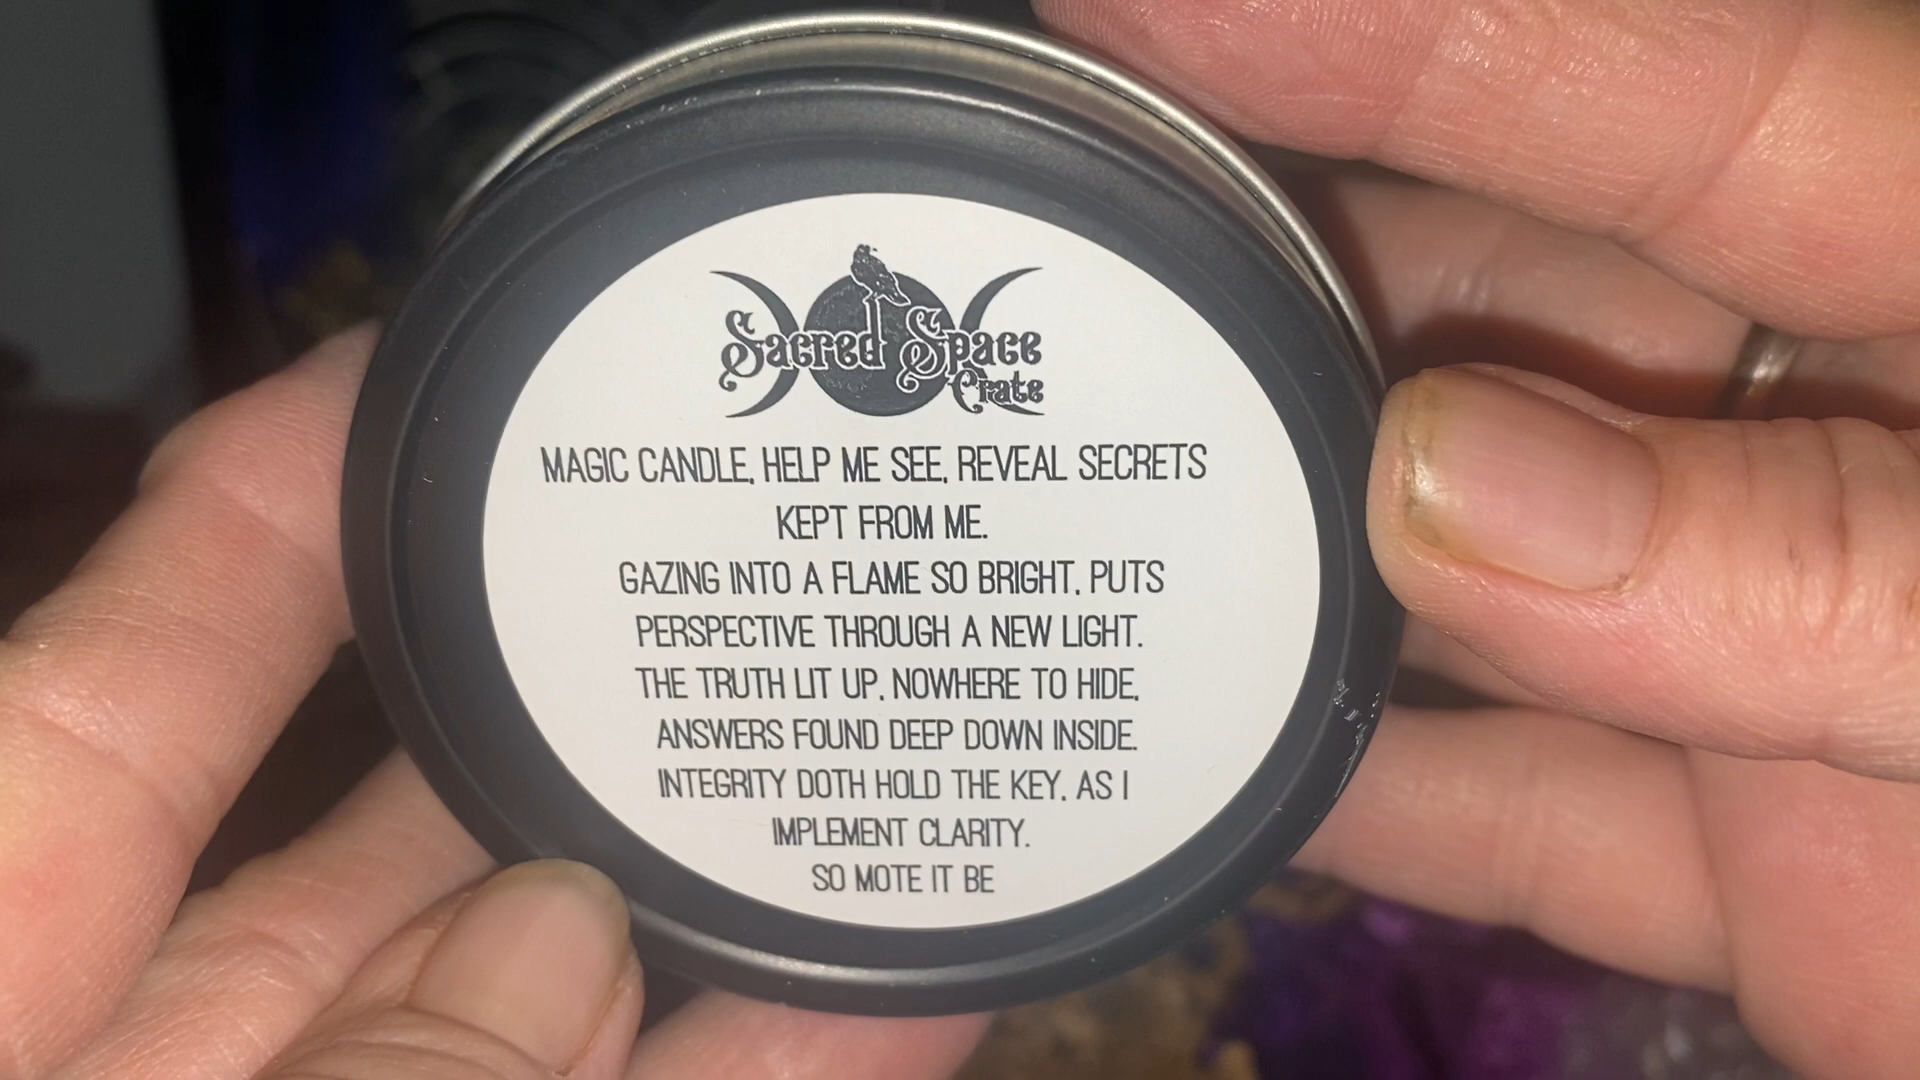 Sacred Space
Crate
MAGIC CANDLE, HELP ME SEE, REVEAL SECRETS
KEPT FROM ME.
GAZING INTO A FLAME SO BRIGHT, PUTS
PERSPECTIVE THROUGH A NEW LIGHT.
THE TRUTH LIT UP, NOWHERE TO HIDE,
ANSWERS FOUND DEEP DOWN INSIDE.
INTEGRITY DOTH HOLD THE KEY, AS I
IMPLEMENT CLARITY.
SO MOTE IT BE